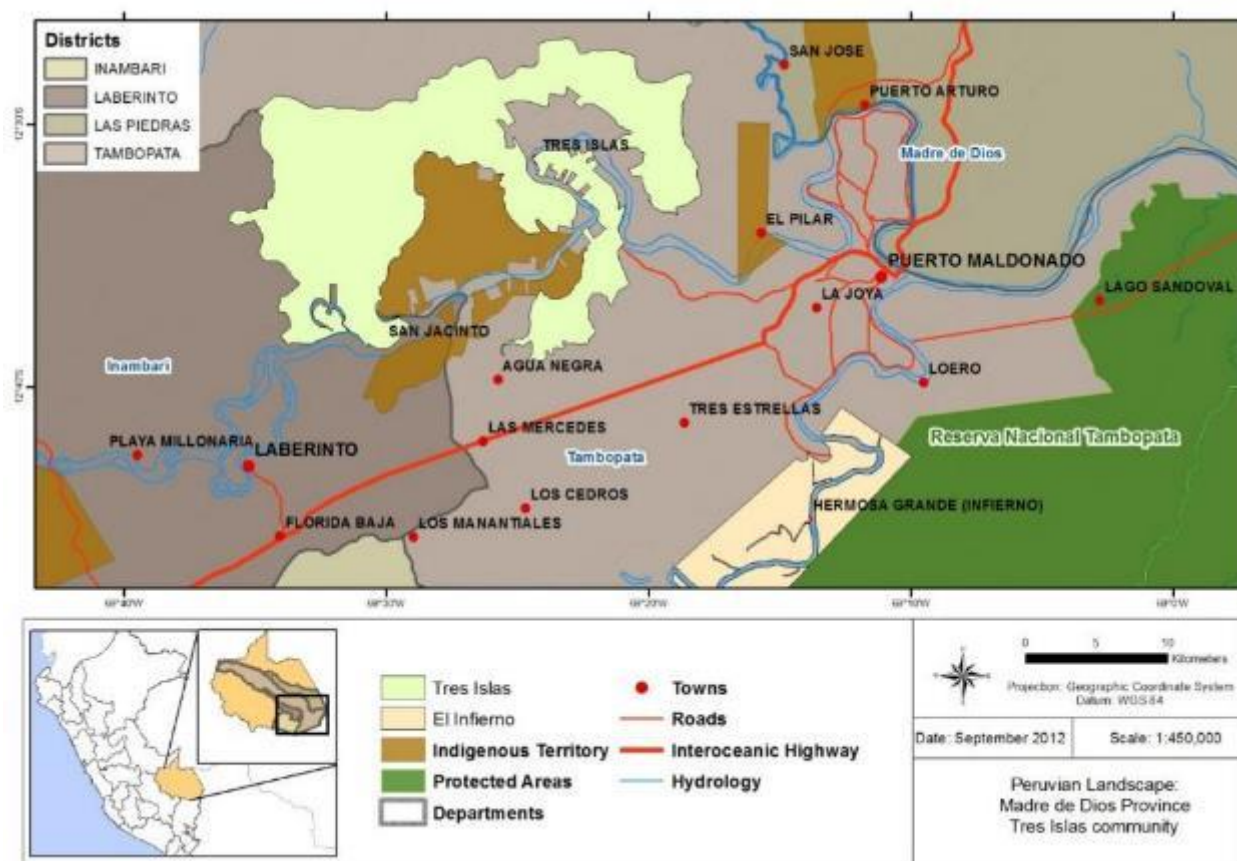 Districts
INAMBARI
LABERINTO
LAS PIEDRAS
TAMBOPATA
SAN JOSE
PUERTO ARTURO
12°30'S
TRES ISLAS
Madre de Dios
EL PILAR
PUERTO MALDONADO
LA JOYA
LAGO SANDOVAL
SAN JACINTO
Inambari
AGUA NEGRA
LOERO
TRES ESTRELLAS
LAS MERCEDES
Reserva Nacional Tambopata
PLAYA MILLONARIA
LABERINTO
Tambopata
LOS CEDROS
HERMOSA GRANDE (INFIERNO)
FLORIDA BAJA
LOS MANANTIALES
Tres Islas
El Infierno
Indigenous Territory
Protected Areas
Departments
Towns
Roads
Interoceanic Highway
Hydrology
0 5 10
Kilometers
Projection: Geographic Coordinate System
Datum: WGS 84
Date: September 2012
Scale: 1:450,000
Peruvian Landscape:
Madre de Dios Province
Tres Islas community